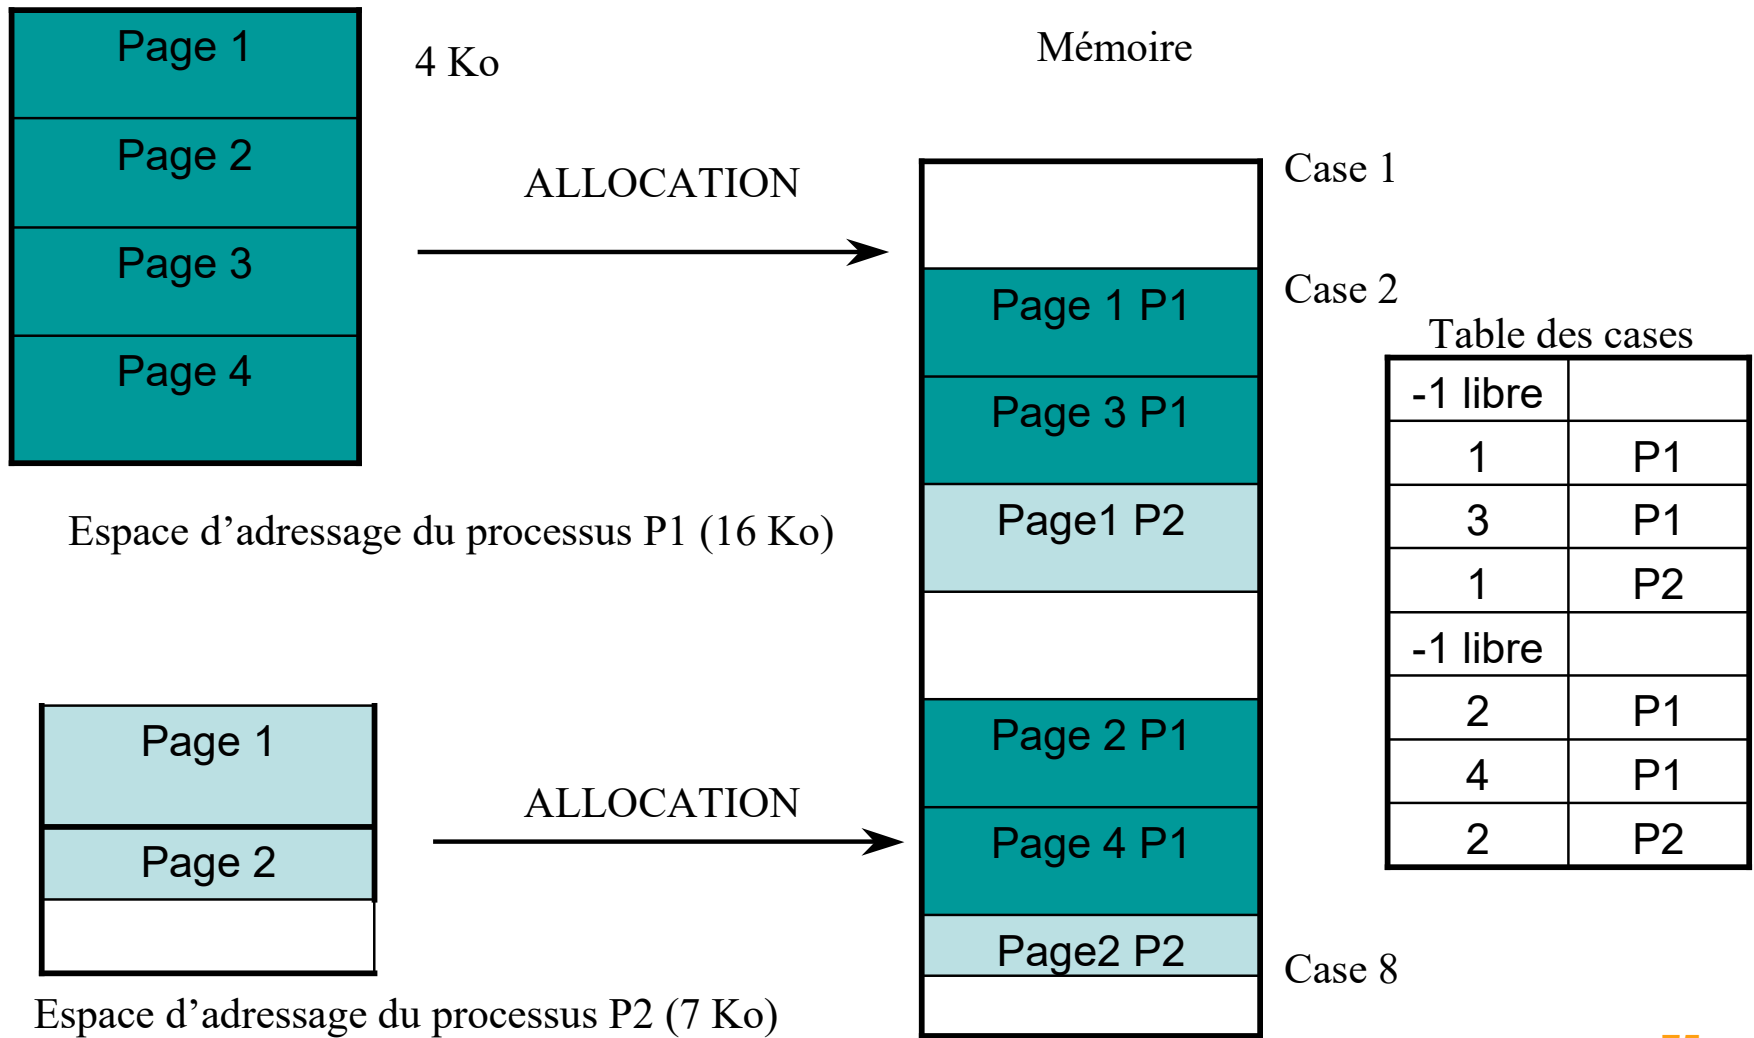 Page 1
Page 2
Page 3
Page 4
4 Ko
ALLOCATION
Espace d’adressage du processus P1 (16 Ko)
Page 1
Page 2
ALLOCATION
Espace d’adressage du processus P2 (7 Ko)
Mémoire
Case 1
Case 2
Page 1 P1
Page 3 P1
Page1 P2
Page 2 P1
Page 4 P1
Page2 P2
Case 8
Table des cases
-1 libre
1 P1
3 P1
1 P2
-1 libre
2 P1
4 P1
2 P2